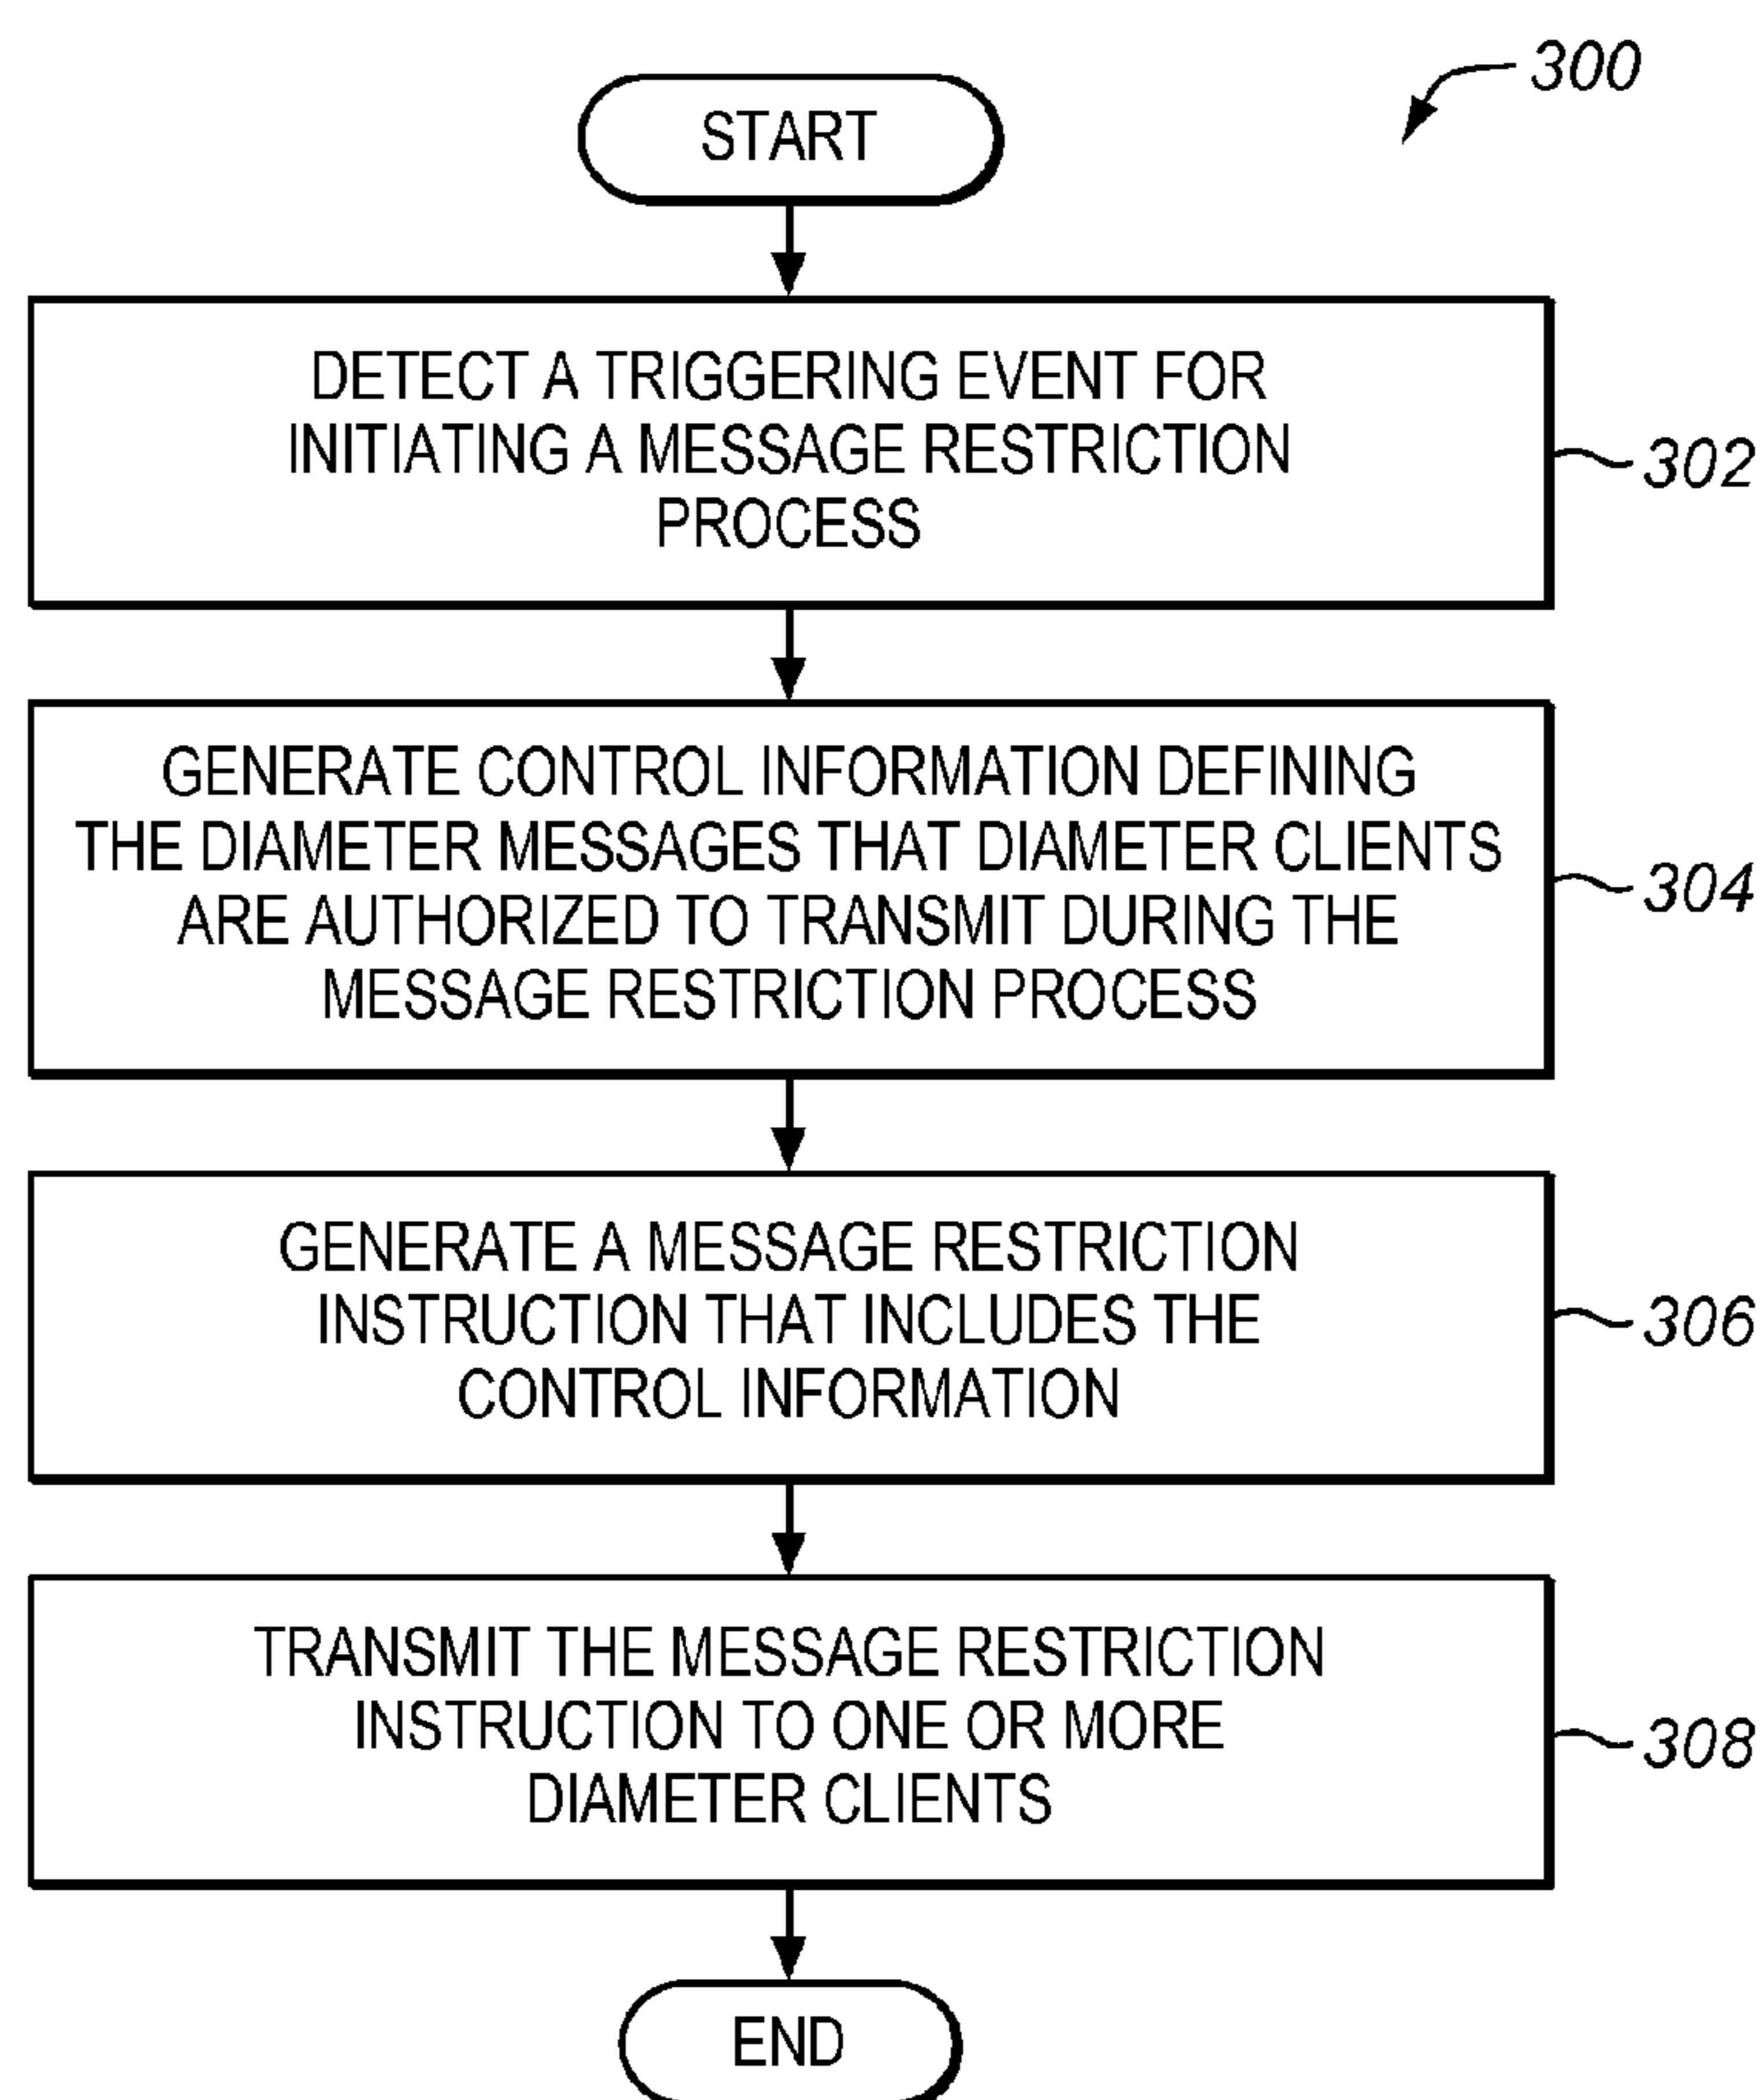 300
START
DETECT A TRIGGERING EVENT FOR
INITIATING A MESSAGE RESTRICTION
PROCESS
302
GENERATE CONTROL INFORMATION DEFINING
THE DIAMETER MESSAGES THAT DIAMETER CLIENTS
ARE AUTHORIZED TO TRANSMIT DURING THE
MESSAGE RESTRICTION PROCESS
304
GENERATE A MESSAGE RESTRICTION
INSTRUCTION THAT INCLUDES THE
CONTROL INFORMATION
306
TRANSMIT THE MESSAGE RESTRICTION
INSTRUCTION TO ONE OR MORE
DIAMETER CLIENTS
308
END